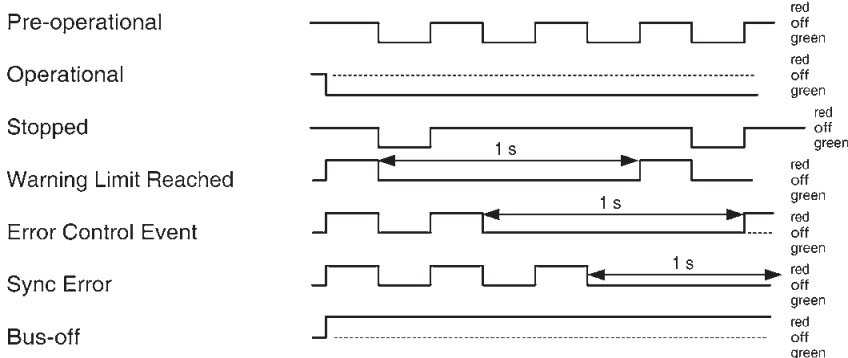 Pre-operational
red
off
green
Operational
red
off
green
Stopped
red
off
green
1 s
Warning Limit Reached
red
off
green
1 s
Error Control Event
red
off
green
1 s
Sync Error
red
off
green
Bus-off
red
off
green